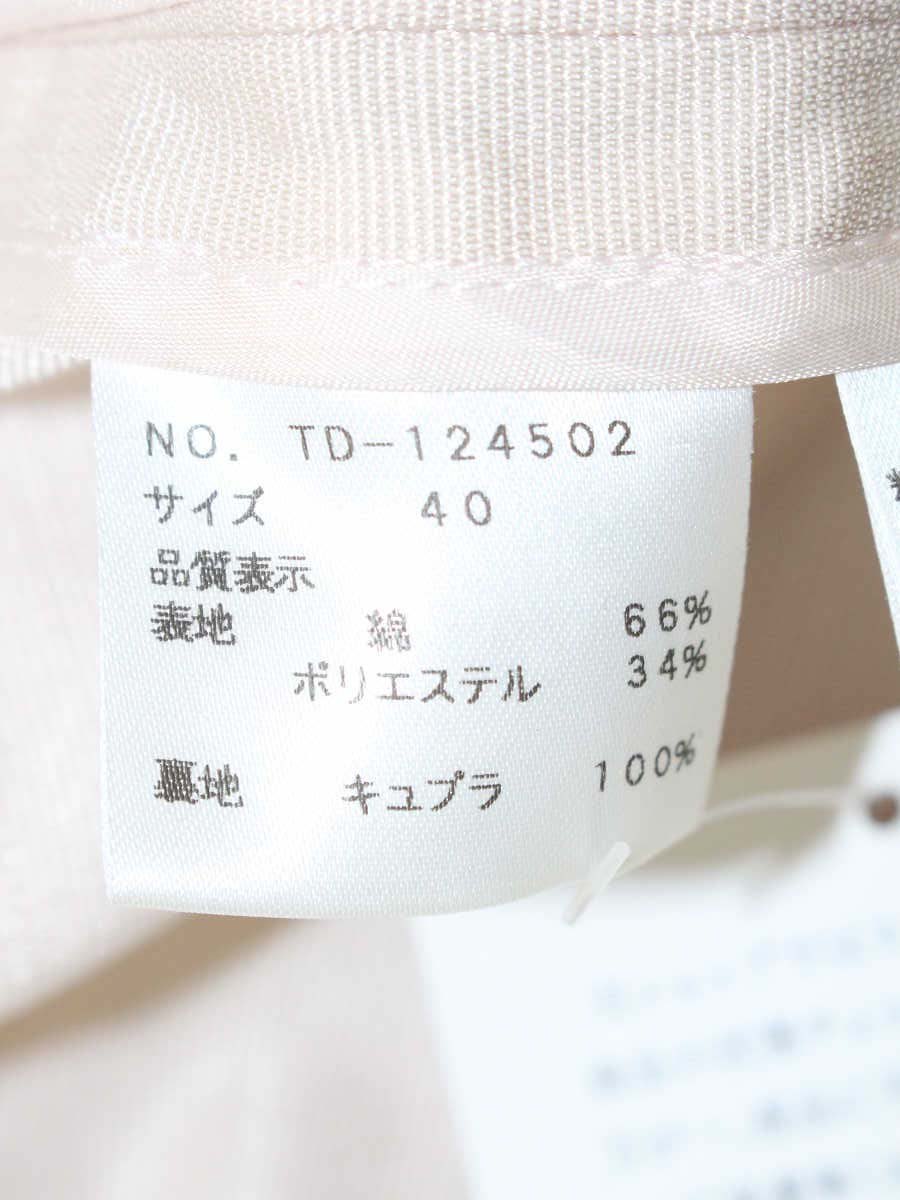 NO. TD-124502
サイズ 40
品質表示
表地 綿 66%
ポリエステル 34%
裏地 キュプラ 100%